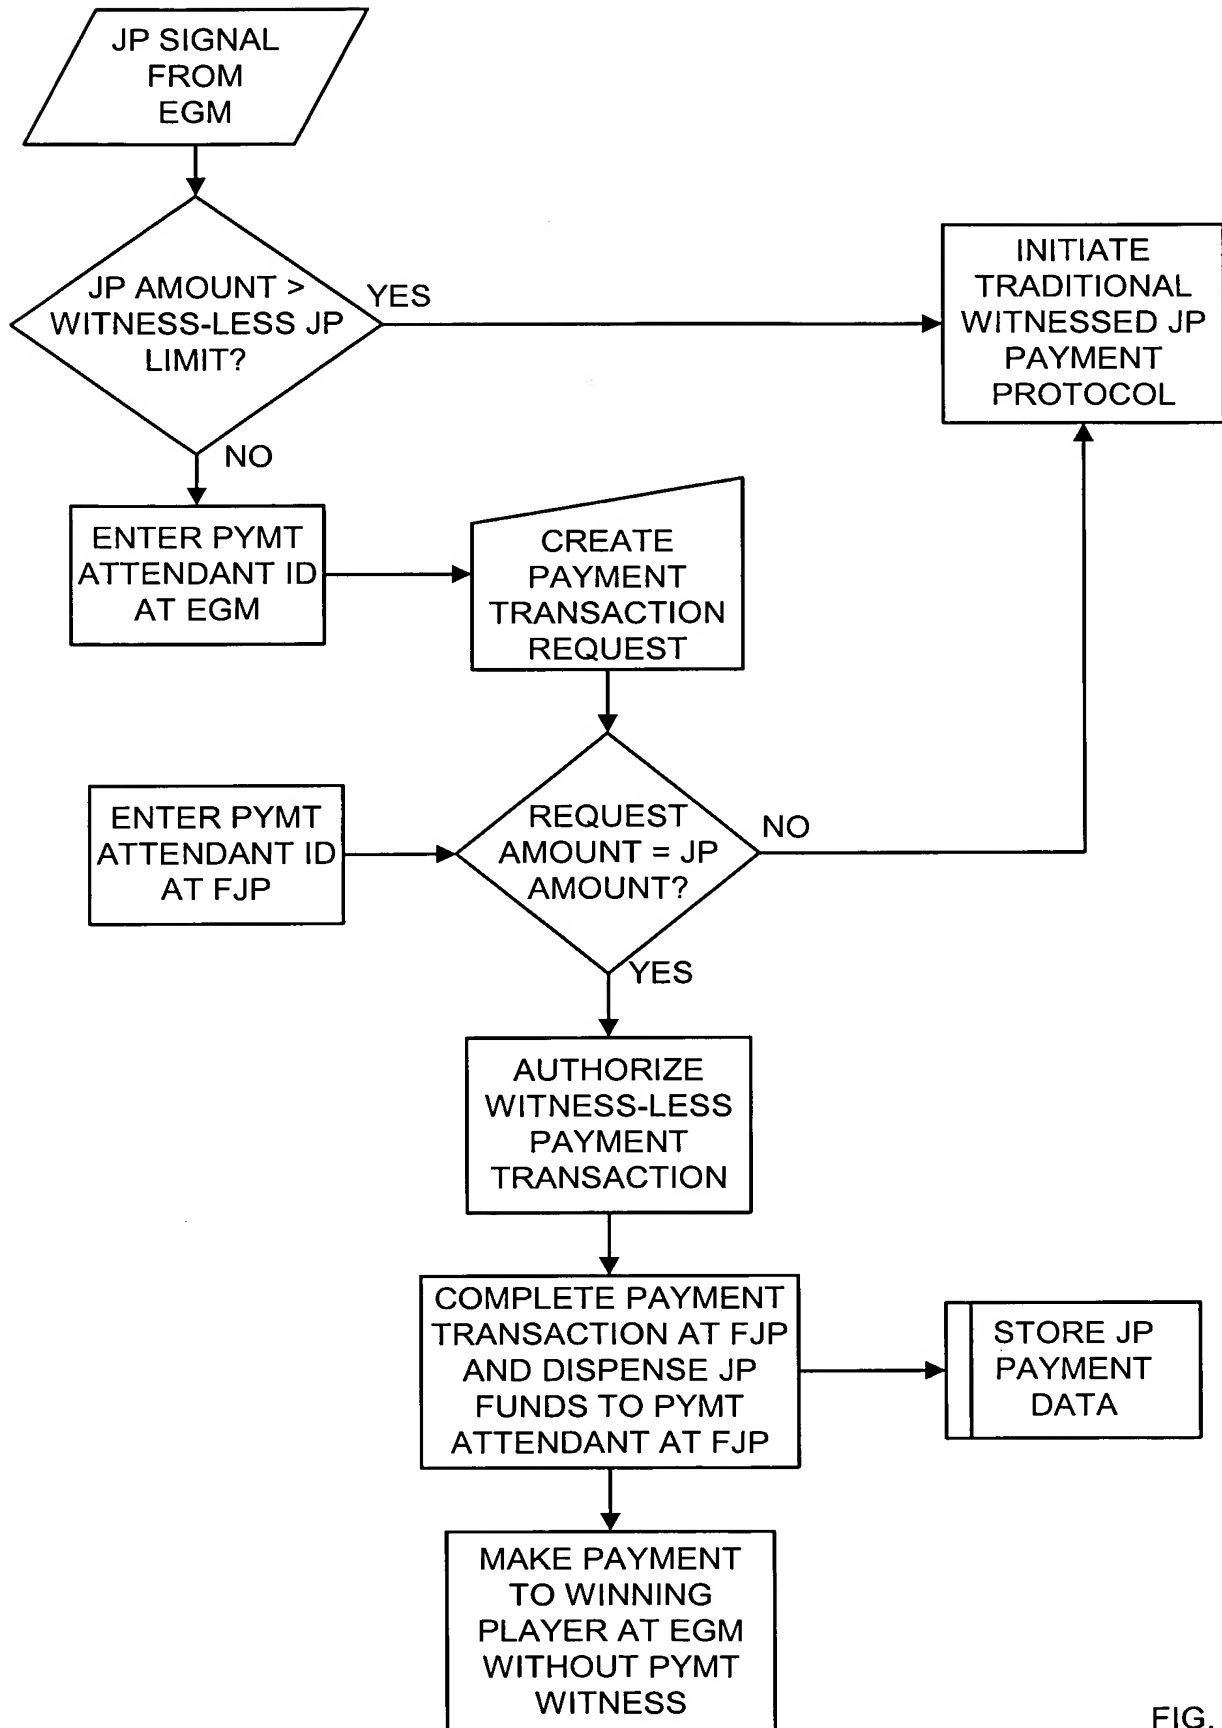 JP SIGNAL
FROM
EGM
JP AMOUNT >
WITNESS-LESS JP
LIMIT?
YES
NO
INITIATE
TRADITIONAL
WITNESSED JP
PAYMENT
PROTOCOL
ENTER PYMT
ATTENDANT ID
AT EGM
CREATE
PAYMENT
TRANSACTION
REQUEST
ENTER PYMT
ATTENDANT ID
AT FJP
REQUEST
AMOUNT = JP
AMOUNT?
NO
YES
AUTHORIZE
WITNESS-LESS
PAYMENT
TRANSACTION
COMPLETE PAYMENT
TRANSACTION AT FJP
AND DISPENSE JP
FUNDS TO PYMT
ATTENDANT AT FJP
STORE JP
PAYMENT
DATA
MAKE PAYMENT
TO WINNING
PLAYER AT EGM
WITHOUT PYMT
WITNESS
FIG.